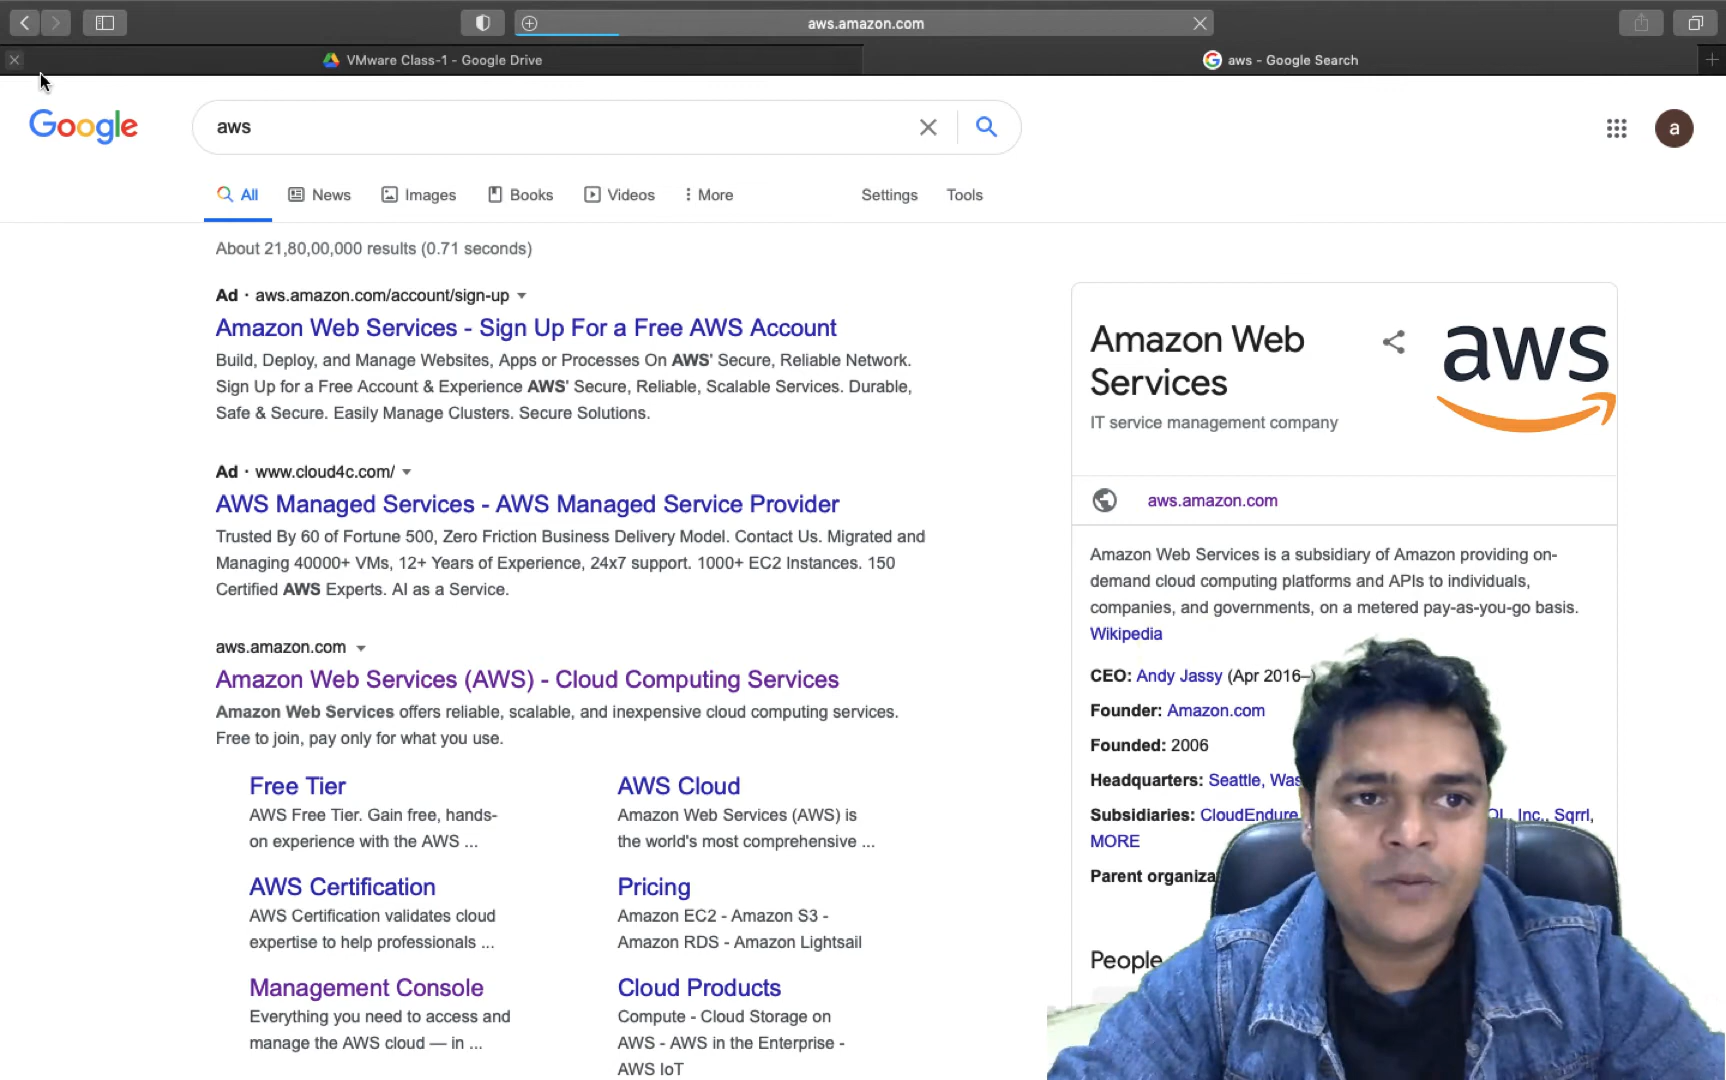 aws.amazon.com
VMware Class-1 - Google Drive
aws - Google Search
Google
aws
a
All
News
Images
Books
Videos
More
Settings
Tools
About 21,80,00,000 results (0.71 seconds)
Ad · aws.amazon.com/account/sign-up
Amazon Web Services - Sign Up For a Free AWS Account
Build, Deploy, and Manage Websites, Apps or Processes On AWS' Secure, Reliable Network.
Sign Up for a Free Account & Experience AWS' Secure, Reliable, Scalable Services. Durable,
Safe & Secure. Easily Manage Clusters. Secure Solutions.
Ad · www.cloud4c.com/
AWS Managed Services - AWS Managed Service Provider
Trusted By 60 of Fortune 500, Zero Friction Business Delivery Model. Contact Us. Migrated and
Managing 40000+ VMs, 12+ Years of Experience, 24x7 support. 1000+ EC2 Instances. 150
Certified AWS Experts. AI as a Service.
aws.amazon.com
Amazon Web Services (AWS) - Cloud Computing Services
Amazon Web Services offers reliable, scalable, and inexpensive cloud computing services.
Free to join, pay only for what you use.
Free Tier
AWS Free Tier. Gain free, hands-
on experience with the AWS ...
AWS Cloud
Amazon Web Services (AWS) is
the world's most comprehensive ...
AWS Certification
AWS Certification validates cloud
expertise to help professionals ...
Pricing
Amazon EC2 - Amazon S3 -
Amazon RDS - Amazon Lightsail
Management Console
Everything you need to access and
manage the AWS cloud — in ...
Cloud Products
Compute - Cloud Storage on
AWS - AWS in the Enterprise -
AWS IoT
Amazon Web
Services
IT service management company
aws
aws.amazon.com
Amazon Web Services is a subsidiary of Amazon providing on-
demand cloud computing platforms and APIs to individuals,
companies, and governments, on a metered pay-as-you-go basis.
Wikipedia
CEO: Andy Jassy (Apr 2016–)
Founder: Amazon.com
Founded: 2006
Headquarters: Seattle, Was
Subsidiaries: CloudEndure Inc., Sqrrl,
MORE
Parent organiza
People